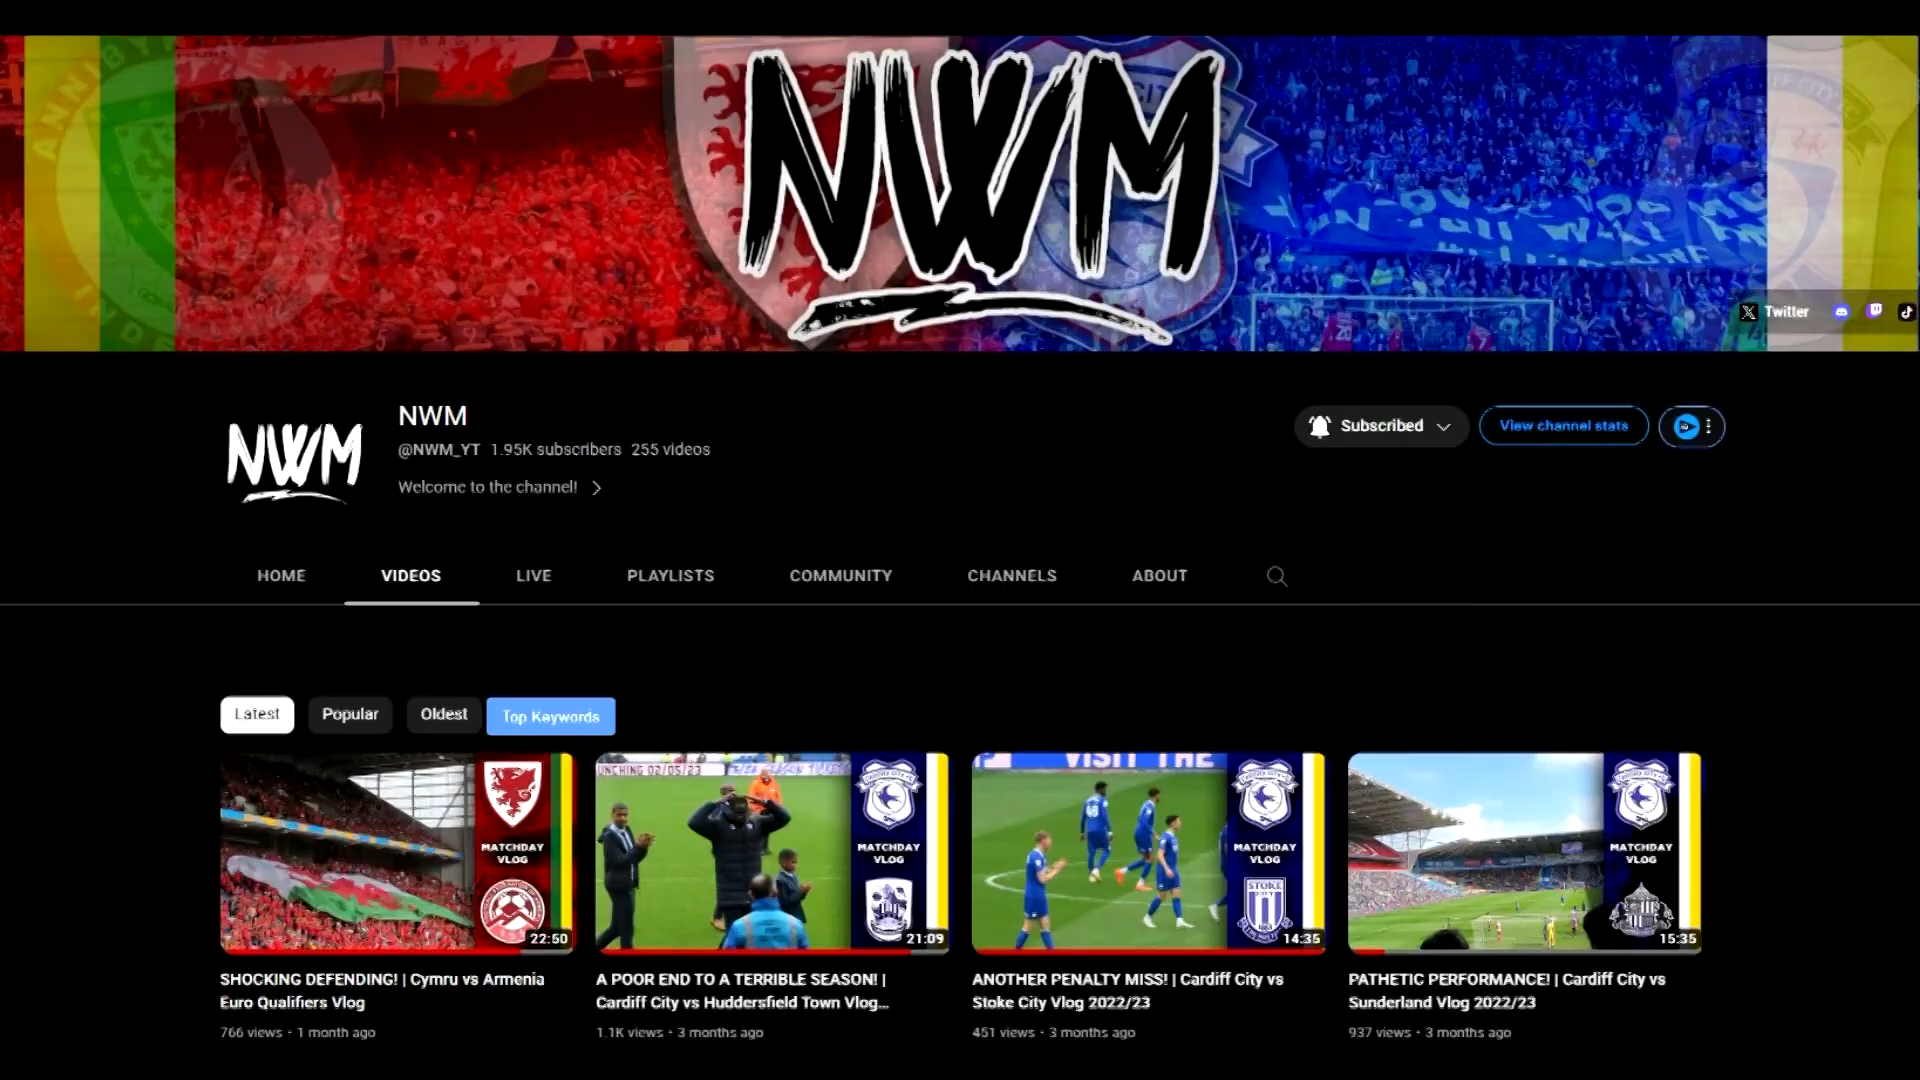 NWM
Twitter
NWM
NWM
@NWM_YT 1.95K subscribers 255 videos
Welcome to the channel!
Subscribed
View channel stats
HOME VIDEOS LIVE PLAYLISTS COMMUNITY CHANNELS ABOUT
Latest Popular Oldest Top Keywords
MATCHDAY
VLOG
22:50
MATCHDAY
VLOG
21:09
VISIT THE
MATCHDAY
VLOG
STOKE
14:35
MATCHDAY
VLOG
15:35
SHOCKING DEFENDING! | Cymru vs Armenia
Euro Qualifiers Vlog
766 views • 1 month ago
A POOR END TO A TERRIBLE SEASON! |
Cardiff City vs Huddersfield Town Vlog...
1.1K views • 3 months ago
ANOTHER PENALTY MISS! | Cardiff City vs
Stoke City Vlog 2022/23
451 views • 3 months ago
PATHETIC PERFORMANCE! | Cardiff City vs
Sunderland Vlog 2022/23
937 views • 3 months ago